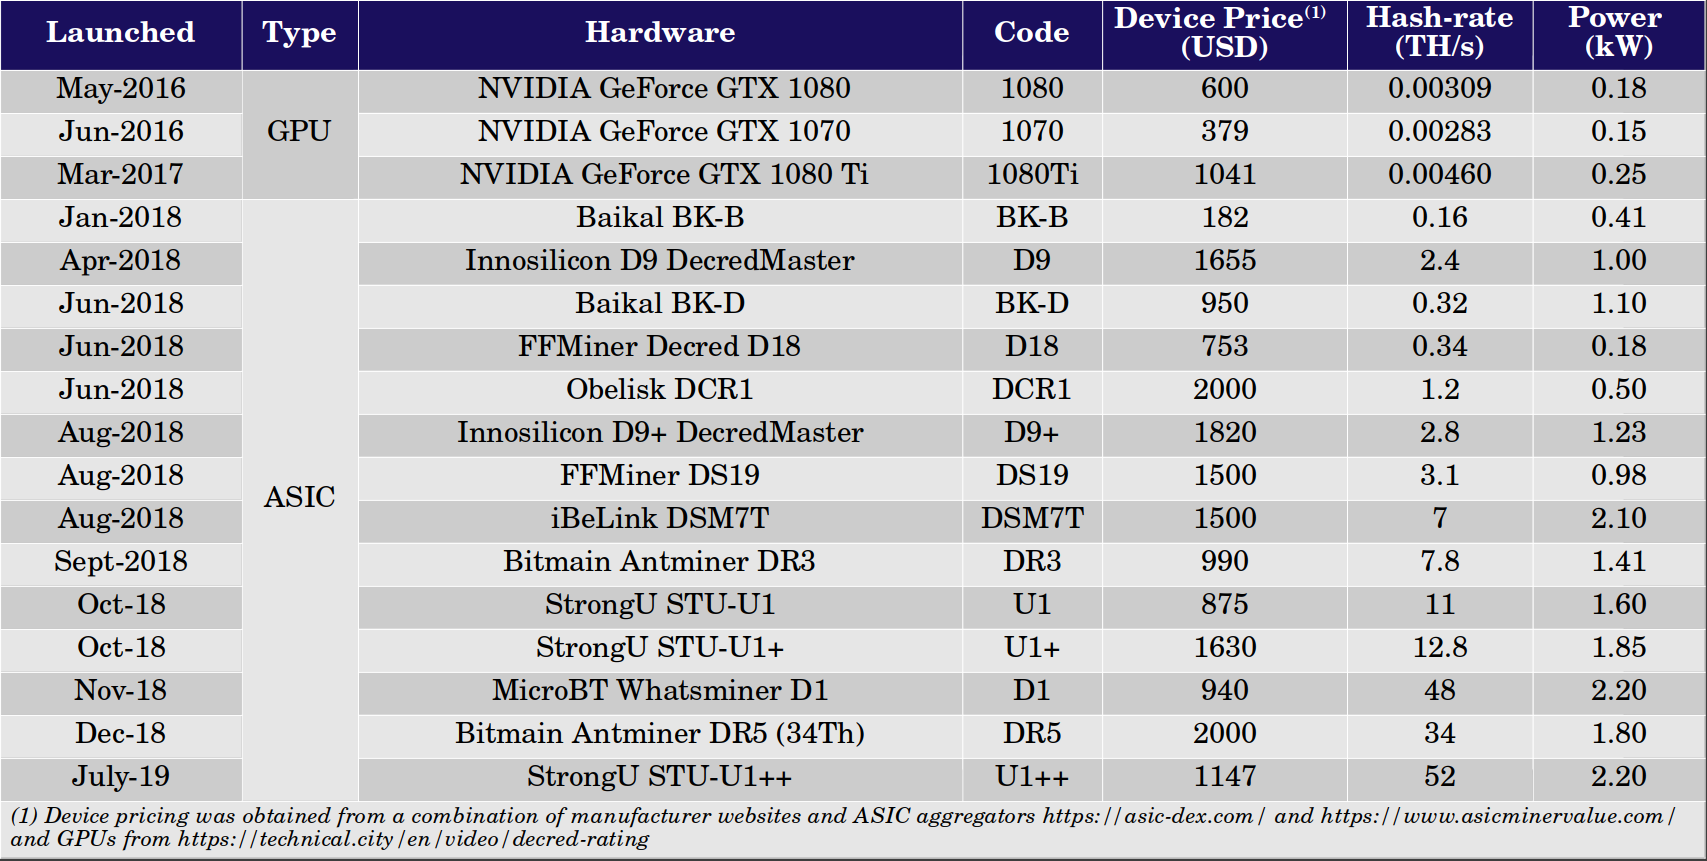 Launched Type Hardware Code Device Price(1) (USD) Hash-rate (TH/s) Power (kW)
May-2016 GPU NVIDIA GeForce GTX 1080 1080 600 0.00309 0.18
Jun-2016 NVIDIA GeForce GTX 1070 1070 379 0.00283 0.15
Mar-2017 NVIDIA GeForce GTX 1080 Ti 1080Ti 1041 0.00460 0.25
Jan-2018 ASIC Baikal BK-B BK-B 182 0.16 0.41
Apr-2018 Innosilicon D9 DecredMaster D9 1655 2.4 1.00
Jun-2018 Baikal BK-D BK-D 950 0.32 1.10
Jun-2018 FFMiner Decred D18 D18 753 0.34 0.18
Jun-2018 Obelisk DCR1 DCR1 2000 1.2 0.50
Aug-2018 Innosilicon D9+ DecredMaster D9+ 1820 2.8 1.23
Aug-2018 FFMiner DS19 DS19 1500 3.1 0.98
Aug-2018 iBeLink DSM7T DSM7T 1500 7 2.10
Sept-2018 Bitmain Antminer DR3 DR3 990 7.8 1.41
Oct-18 StrongU STU-U1 U1 875 11 1.60
Oct-18 StrongU STU-U1+ U1+ 1630 12.8 1.85
Nov-18 MicroBT Whatsminer D1 D1 940 48 2.20
Dec-18 Bitmain Antminer DR5 (34Th) DR5 2000 34 1.80
July-19 StrongU STU-U1++ U1++ 1147 52 2.20
(1) Device pricing was obtained from a combination of manufacturer websites and ASIC aggregators https://asic-dex.com/ and https://www.asicminervalue.com/
and GPUs from https://technical.city/en/video/decred-rating